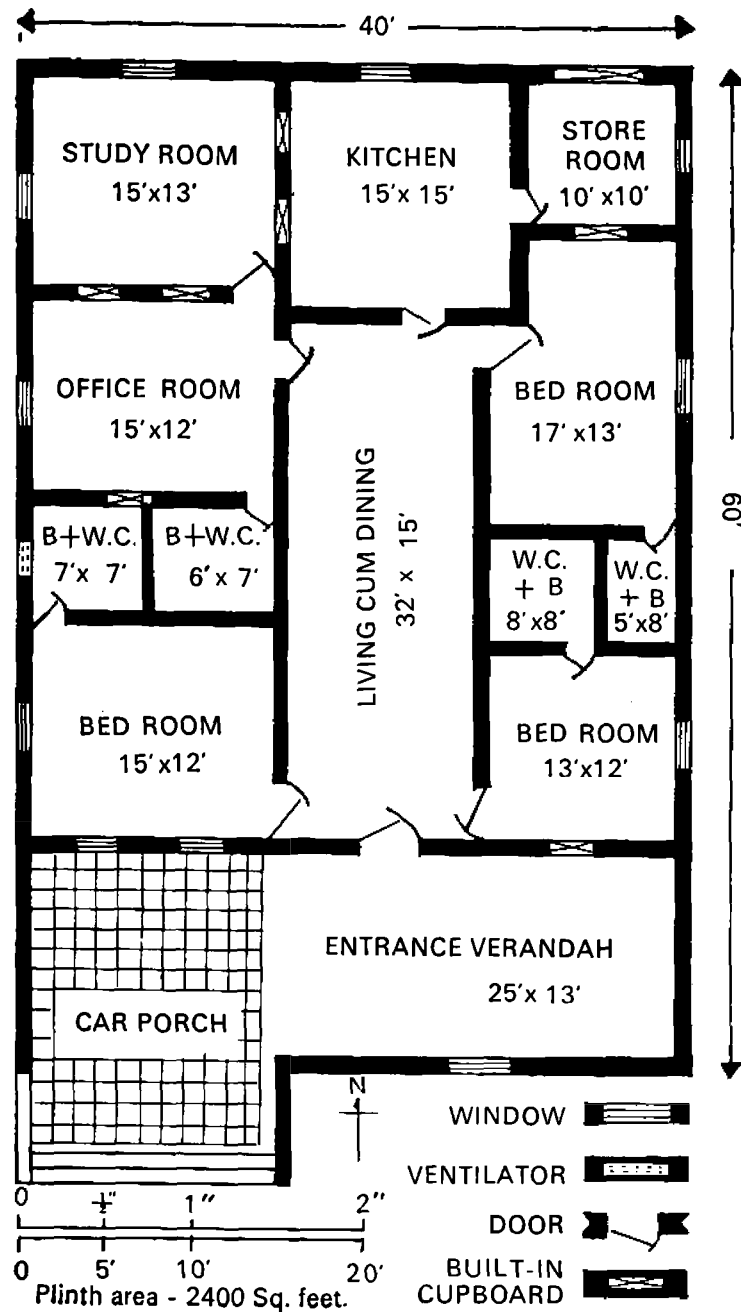 40'
STUDY ROOM
15'x13'
KITCHEN
15'x 15'
STORE
ROOM
10' x10'
OFFICE ROOM
15'x12'
BED ROOM
17' x13'
60'
B+W.C.
7'x 7'
B+W.C.
6'x 7'
LIVING CUM DINING
32' x 15'
W.C.
+ B
8'x8'
W.C.
+ B
5'x8'
BED ROOM
15'x12'
BED ROOM
13'x12'
ENTRANCE VERANDAH
25'x 13'
CAR PORCH
N
WINDOW
VENTILATOR
DOOR
BUILT-IN
CUPBOARD
0 ½" 1" 2"
0 5' 10' 20'
Plinth area - 2400 Sq. feet.